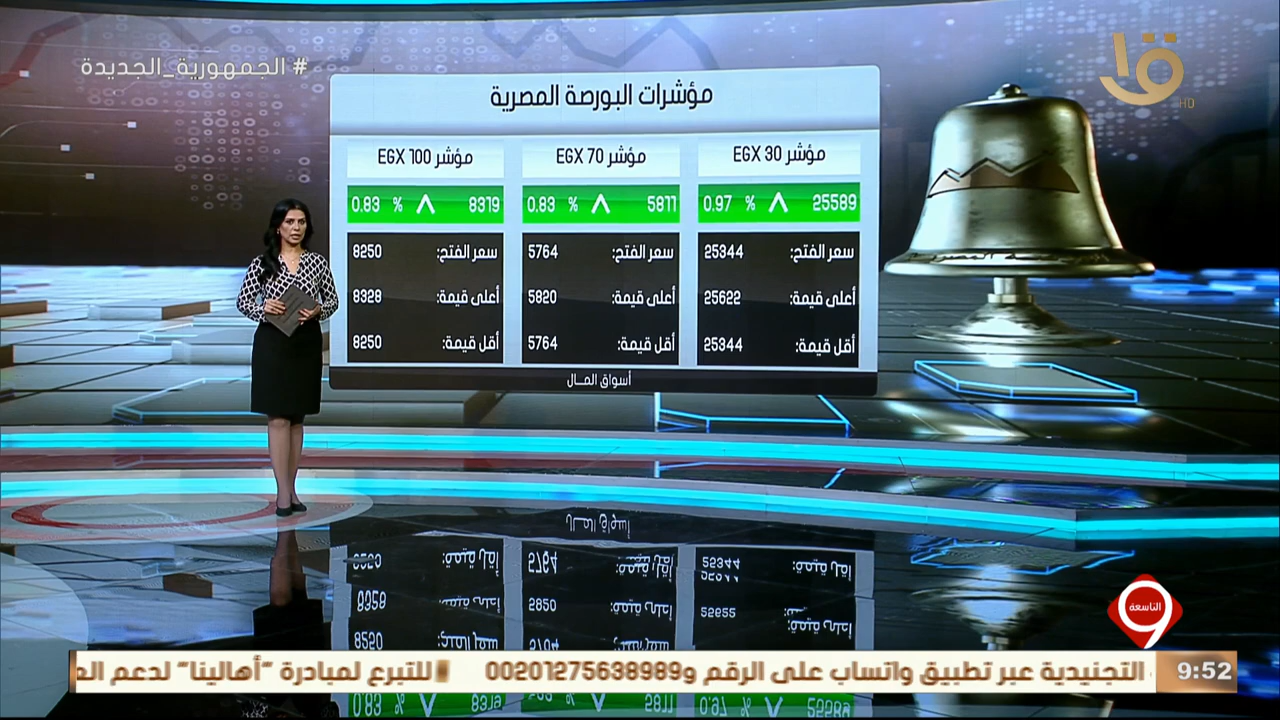 # الجمهورية_الجديدة
HD
مؤشرات البورصة المصرية
مؤشر EGX 30
25589 % 0.97
سعر الفتح: 25344
أعلى قيمة: 25622
أقل قيمة: 25344
مؤشر EGX 70
5811 % 0.83
سعر الفتح: 5764
أعلى قيمة: 5820
أقل قيمة: 5764
مؤشر EGX 100
8319 % 0.83
سعر الفتح: 8250
أعلى قيمة: 8328
أقل قيمة: 8250
أسواق المـال
التاسعة
9
9:52
التجنيدية عبر تطبيق واتساب على الرقم و00201275638989 للتبرع لمبادرة "أهالينا" لدعم